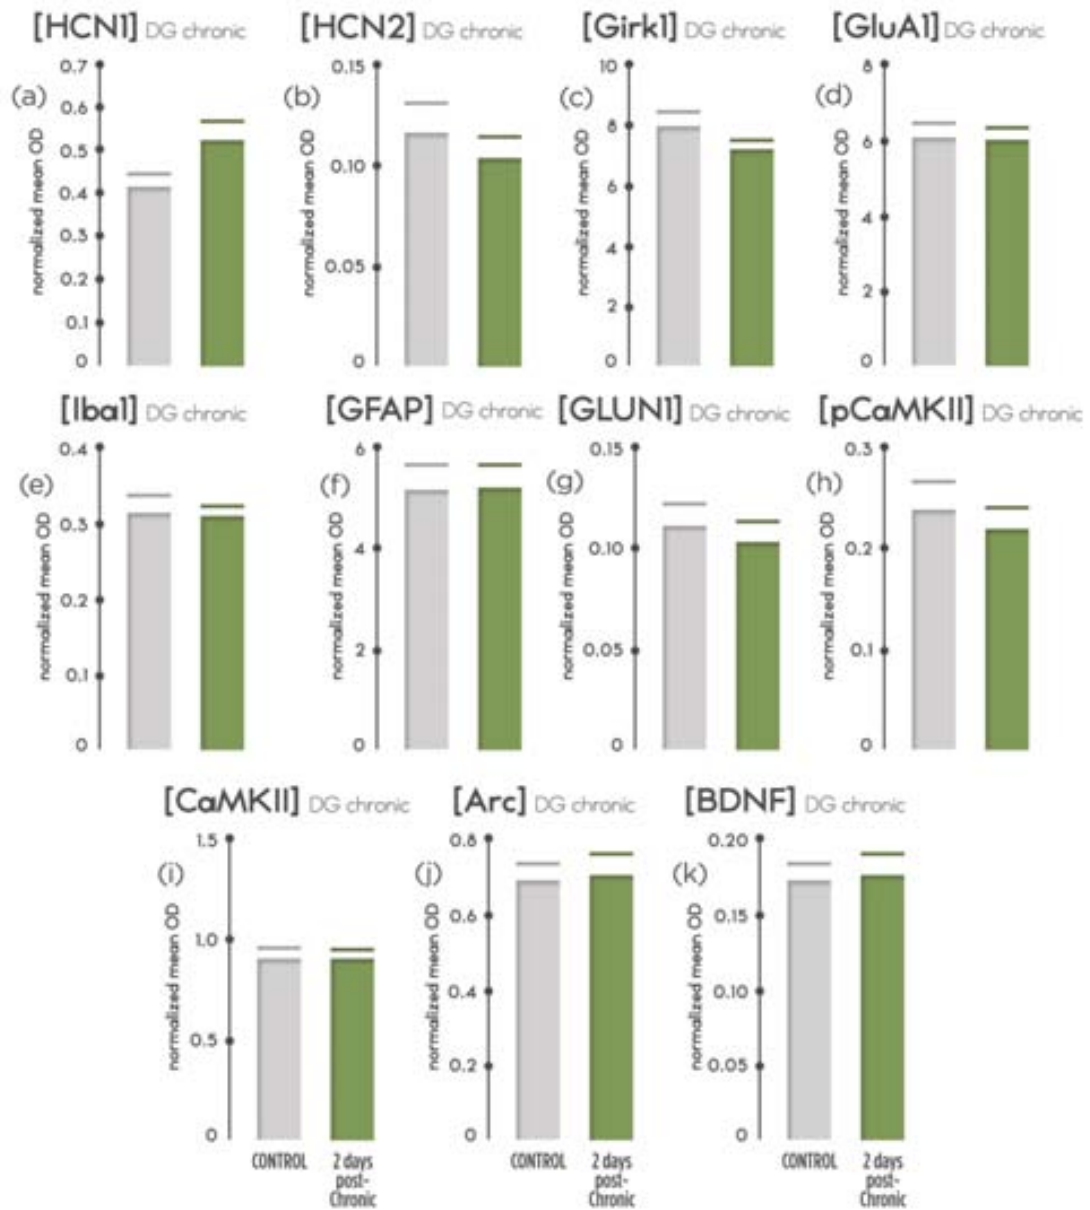 [HCN1] DG chronic
[HCN2] DG chronic
[Girk1] DG chronic
[GluA1] DG chronic
(a)
normalized mean OD
0.7
0.6
0.5
0.4
0.3
0.2
0.1
0
(b)
normalized mean OD
0.15
0.10
0.05
0
(c)
normalized mean OD
10
8
6
4
2
0
(d)
normalized mean OD
8
6
4
2
0
[Iba1] DG chronic
[GFAP] DG chronic
[GLUN1] DG chronic
[pCaMKII] DG chronic
(e)
normalized mean OD
0.4
0.3
0.2
0.1
0
(f)
normalized mean OD
6
4
2
0
(g)
normalized mean OD
0.15
0.10
0.05
0
(h)
normalized mean OD
0.3
0.2
0.1
0
[CaMKII] DG chronic
[Arc] DG chronic
[BDNF] DG chronic
(i)
normalized mean OD
1.5
1.0
0.5
0
CONTROL
2 days
post-
Chronic
(j)
normalized mean OD
0.8
0.6
0.4
0.2
0
CONTROL
2 days
post-
Chronic
(k)
normalized mean OD
0.20
0.15
0.10
0.05
0
CONTROL
2 days
post-
Chronic